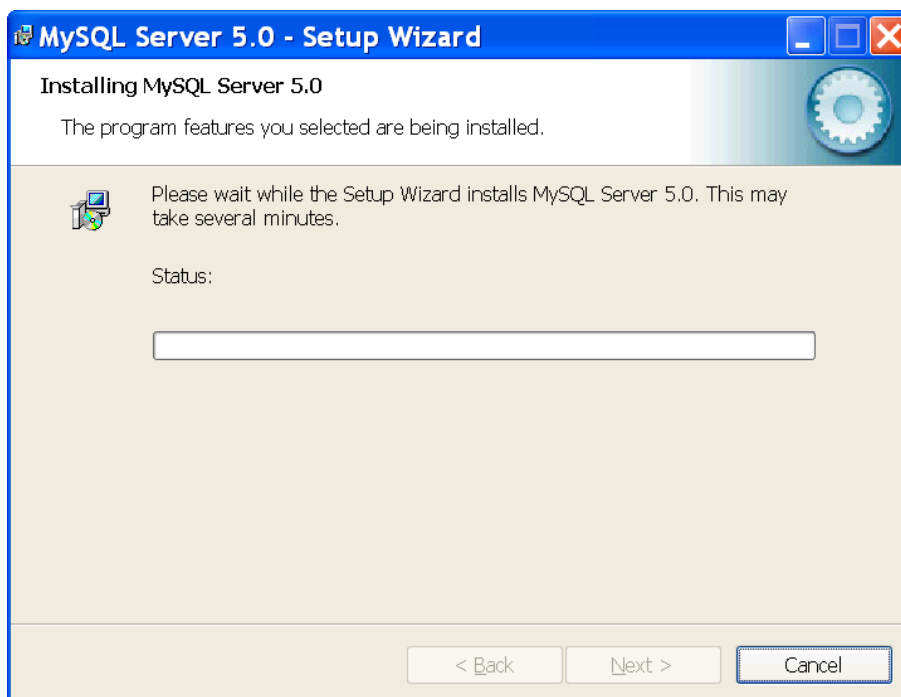 MySQL Server 5.0 - Setup Wizard
Installing MySQL Server 5.0
The program features you selected are being installed.
Please wait while the Setup Wizard installs MySQL Server 5.0. This may
take several minutes.
Status:
< Back
Next >
Cancel